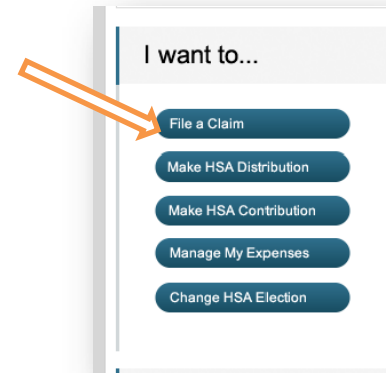 I want to...
File a Claim
Make HSA Distribution
Make HSA Contribution
Manage My Expenses
Change HSA Election